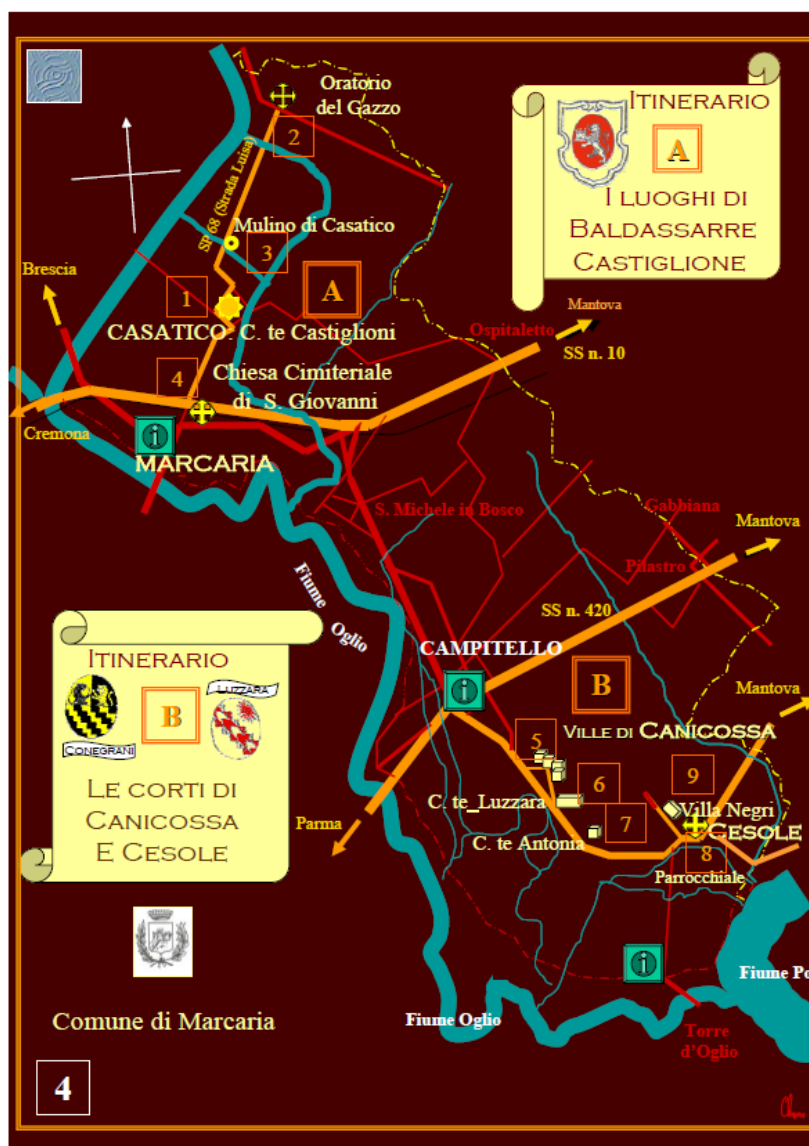 Oratorio
del Gazzo
2
SP 68 (Strada Luisa)
Mulino di Casatico
3
Brescia
1
A
CASATICO: C. te Castiglioni
4
Chiesa Cimiteriale
di S. Giovanni
Cremona
i
MARCARIA
Itinerario
A
I luoghi di
Baldassarre
Castiglione
Mantova
Ospitaletto
SS n. 10
S. Michele in Bosco
Gabbiana
Mantova
Pilastro
Fiume Oglio
SS n. 420
CAMPITELLO
i
B
Mantova
Ville di Canicossa
5
6
9
C. te_Luzzara
Villa Negri
7
Cesole
C. te Antonia
8
Parrocchiale
Parma
Itinerario
B
Luzzara
Conegrani
Le corti di
Canicossa
E Cesole
i
Fiume Po
Fiume Oglio
Torre
d'Oglio
Comune di Marcaria
4